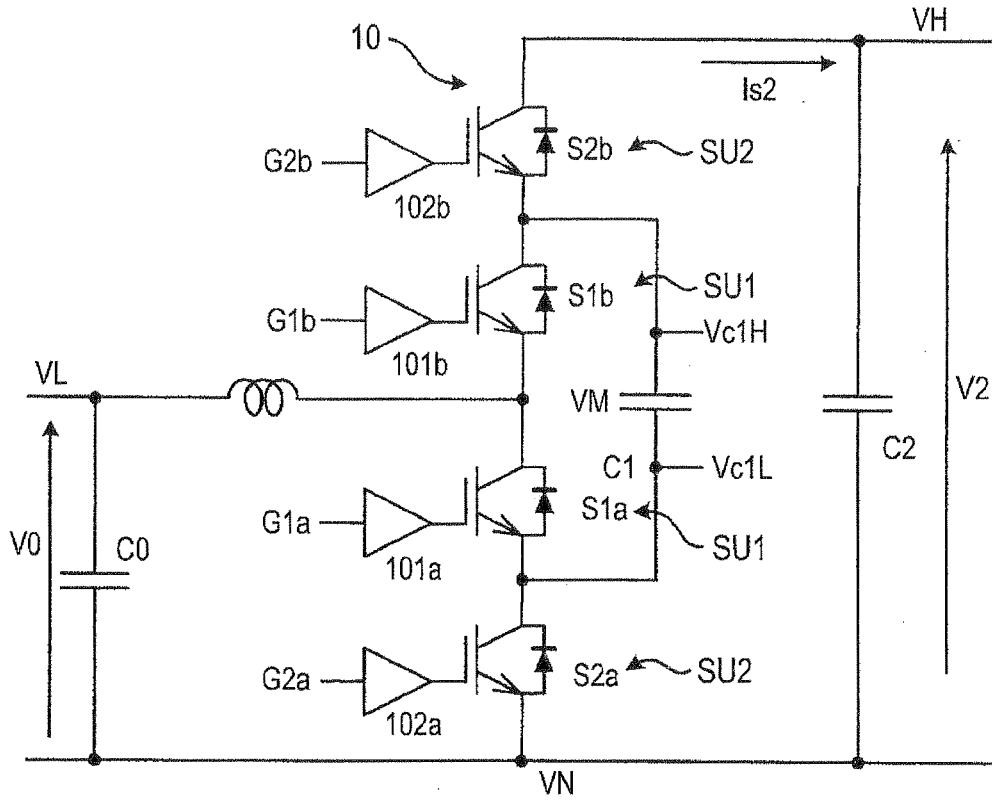 VH
10
Is2
G2b
S2b
SU2
102b
G1b
S1b
SU1
Vc1H
101b
VL
VM
V2
C2
C1
Vc1L
G1a
S1a
V0
C0
101a
SU1
G2a
S2a
SU2
102a
VN